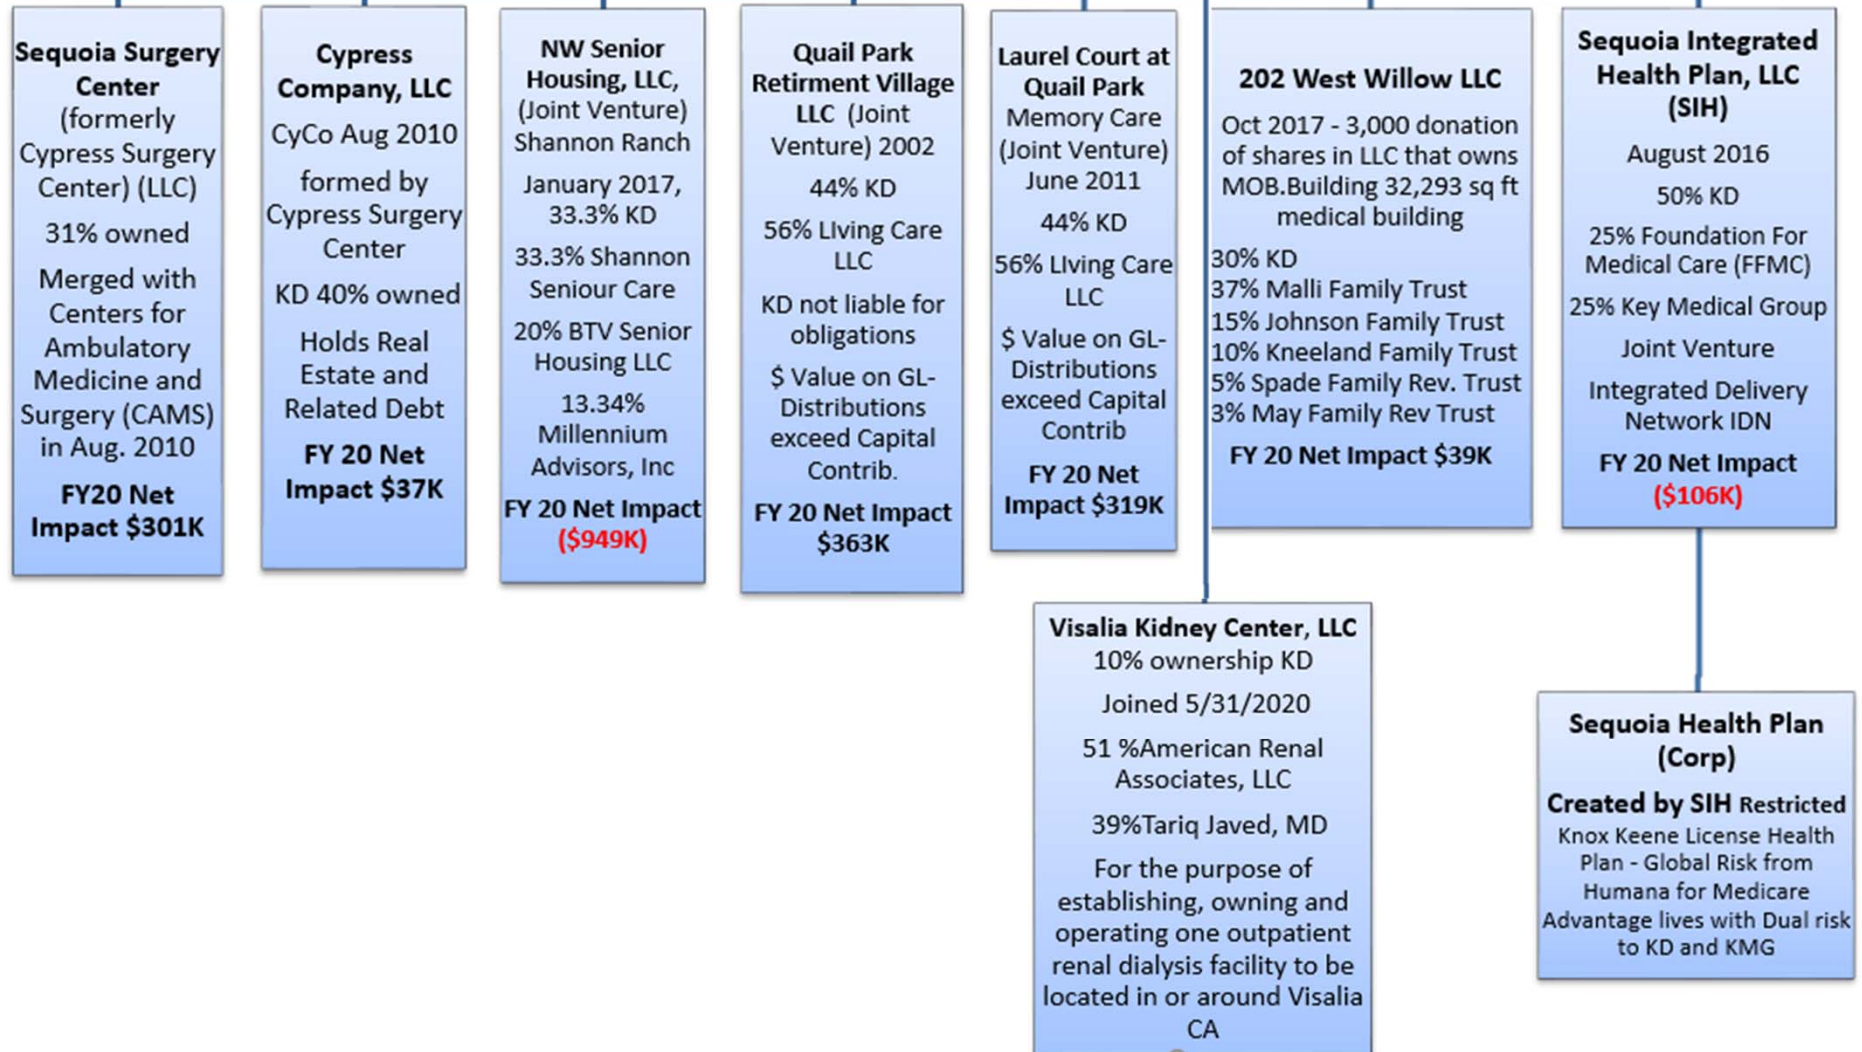 Sequoia Surgery
Center
(formerly
Cypress Surgery
Center) (LLC)
31% owned
Merged with
Centers for
Ambulatory
Medicine and
Surgery (CAMS)
in Aug. 2010
FY20 Net
Impact $301K
Cypress
Company, LLC
CyCo Aug 2010
formed by
Cypress Surgery
Center
KD 40% owned
Holds Real
Estate and
Related Debt
FY 20 Net
Impact $37K
NW Senior
Housing, LLC,
(Joint Venture)
Shannon Ranch
January 2017,
33.3% KD
33.3% Shannon
Seniour Care
20% BTV Senior
Housing LLC
13.34%
Millennium
Advisors, Inc
FY 20 Net Impact
($949K)
Quail Park
Retirment Village
LLC (Joint
Venture) 2002
44% KD
56% LIving Care
LLC
KD not liable for
obligations
$ Value on GL-
Distributions
exceed Capital
Contrib.
FY 20 Net Impact
$363K
Laurel Court at
Quail Park
Memory Care
(Joint Venture)
June 2011
44% KD
56% LIving Care
LLC
$ Value on GL-
Distributions
exceed Capital
Contrib
FY 20 Net
Impact $319K
202 West Willow LLC
Oct 2017 - 3,000 donation
of shares in LLC that owns
MOB.Building 32,293 sq ft
medical building
30% KD
37% Malli Family Trust
15% Johnson Family Trust
10% Kneeland Family Trust
5% Spade Family Rev. Trust
3% May Family Rev Trust
FY 20 Net Impact $39K
Sequoia Integrated
Health Plan, LLC
(SIH)
August 2016
50% KD
25% Foundation For
Medical Care (FFMC)
25% Key Medical Group
Joint Venture
Integrated Delivery
Network IDN
FY 20 Net Impact
($106K)
Visalia Kidney Center, LLC
10% ownership KD
Joined 5/31/2020
51 %American Renal
Associates, LLC
39%Tariq Javed, MD
For the purpose of
establishing, owning and
operating one outpatient
renal dialysis facility to be
located in or around Visalia
CA
Sequoia Health Plan
(Corp)
Created by SIH Restricted
Knox Keene License Health
Plan - Global Risk from
Humana for Medicare
Advantage lives with Dual risk
to KD and KMG